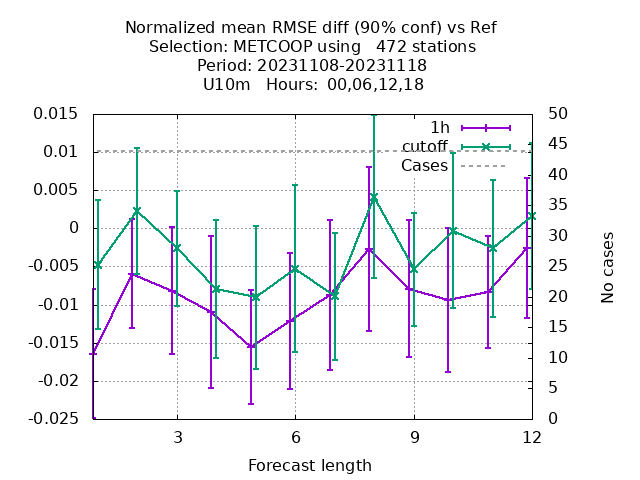 Normalized mean RMSE diff (90% conf) vs Ref
Selection: METCOOP using   472 stations
Period: 20231108-20231118
U10m   Hours:  00,06,12,18
0.015
0.01
0.005
0
-0.005
-0.01
-0.015
-0.02
-0.025
1h
cutoff
Cases
50
45
40
35
30
25
20
15
10
5
0
No cases
3 6 9 12
Forecast length